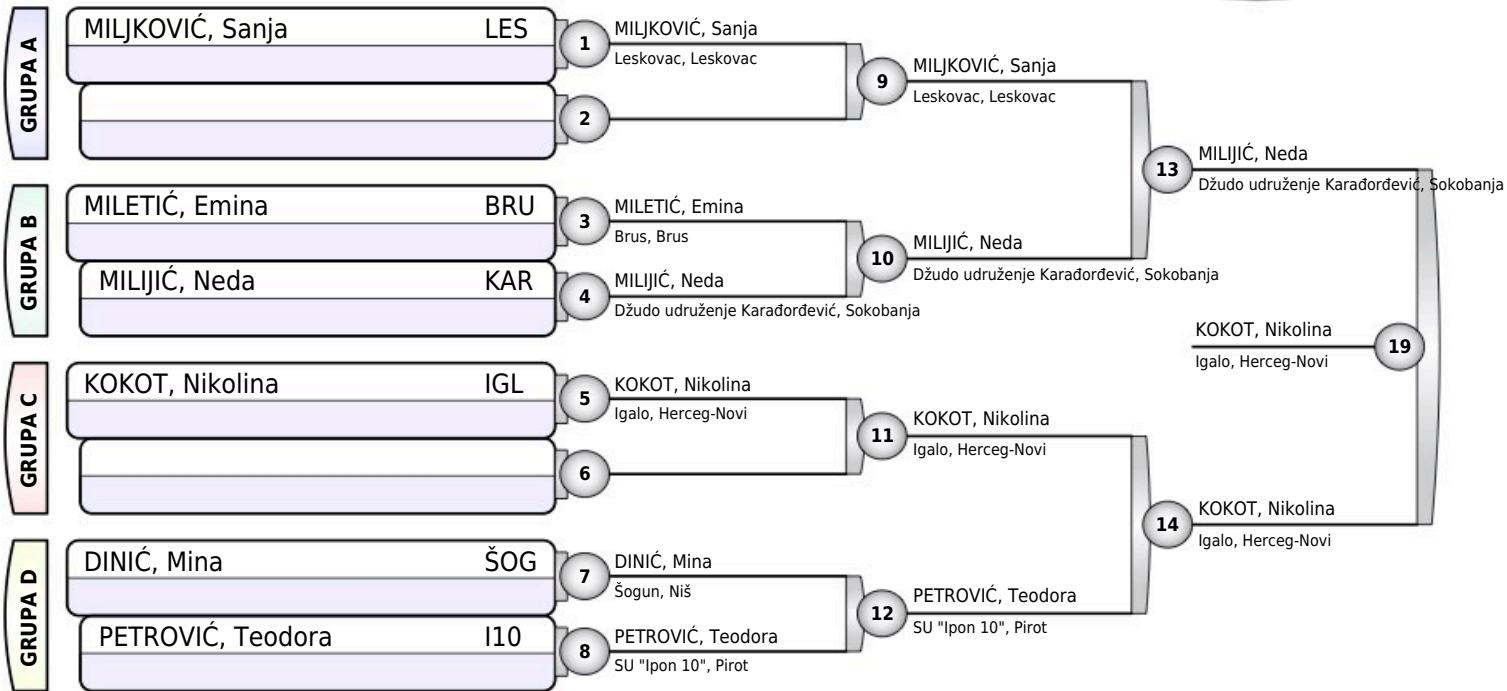 GRUPA A
MILJKOVIĆ, Sanja LES
1
MILJKOVIĆ, Sanja
Leskovac, Leskovac
2
9
MILJKOVIĆ, Sanja
Leskovac, Leskovac
GRUPA B
MILETIĆ, Emina BRU
3
MILETIĆ, Emina
Brus, Brus
MILIJIĆ, Neda KAR
4
MILIJIĆ, Neda
Džudo udruženje Karađorđević, Sokobanja
10
MILIJIĆ, Neda
Džudo udruženje Karađorđević, Sokobanja
13
MILIJIĆ, Neda
Džudo udruženje Karađorđević, Sokobanja
GRUPA C
KOKOT, Nikolina IGL
5
KOKOT, Nikolina
Igalo, Herceg-Novi
6
11
KOKOT, Nikolina
Igalo, Herceg-Novi
GRUPA D
DINIĆ, Mina ŠOG
7
DINIĆ, Mina
Šogun, Niš
PETROVIĆ, Teodora I10
8
PETROVIĆ, Teodora
SU "Ipon 10", Pirot
12
PETROVIĆ, Teodora
SU "Ipon 10", Pirot
14
KOKOT, Nikolina
Igalo, Herceg-Novi
KOKOT, Nikolina
Igalo, Herceg-Novi
19